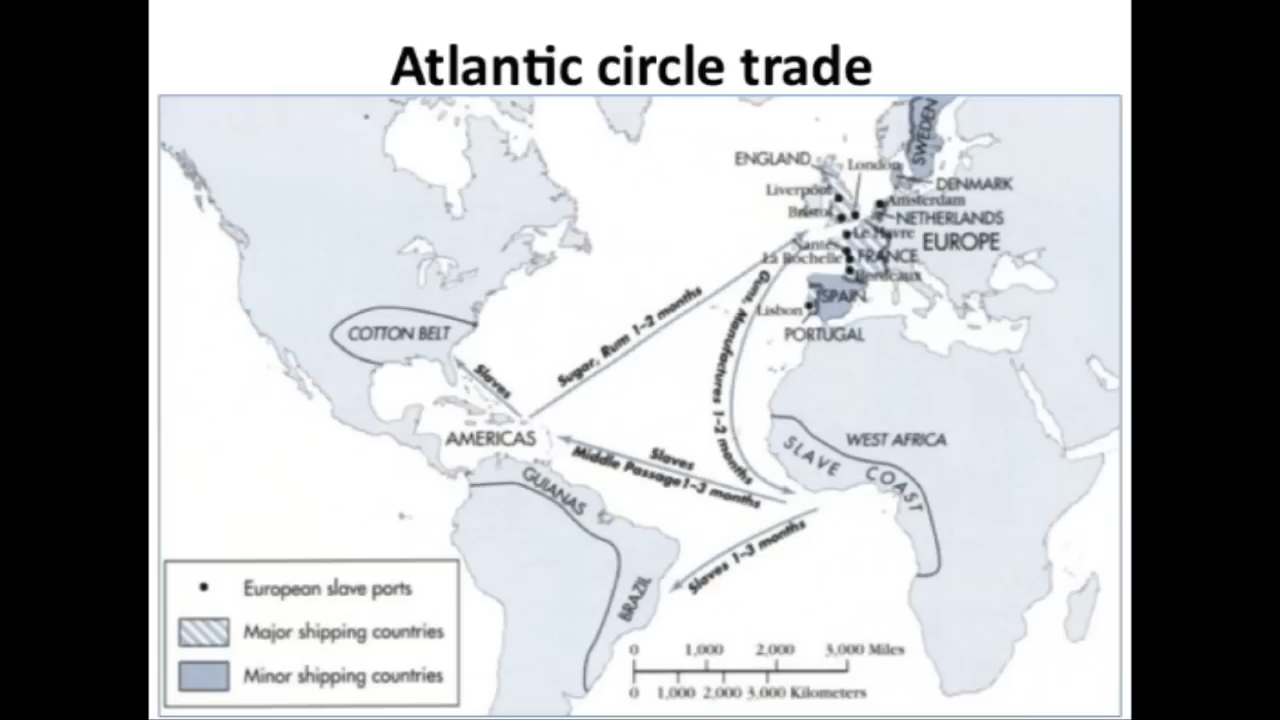 Atlantic circle trade
SWEDEN
ENGLAND
London
DENMARK
Liverpool
Amsterdam
Bristol
NETHERLANDS
Le Havre
EUROPE
Nantes
La Rochelle
FRANCE
Bordeaux
SPAIN
Lisbon
PORTUGAL
COTTON BELT
Sugar, Rum 1-2 months
Guns, Manufactures 1-2 months
Slaves
AMERICAS
WEST AFRICA
SLAVE COAST
Slaves
Middle Passage 1-3 months
GUIANAS
Slaves 1-3 months
BRAZIL
European slave ports
Major shipping countries
Minor shipping countries
0 1,000 2,000 3,000 Miles
0 1,000 2,000 3,000 Kilometers